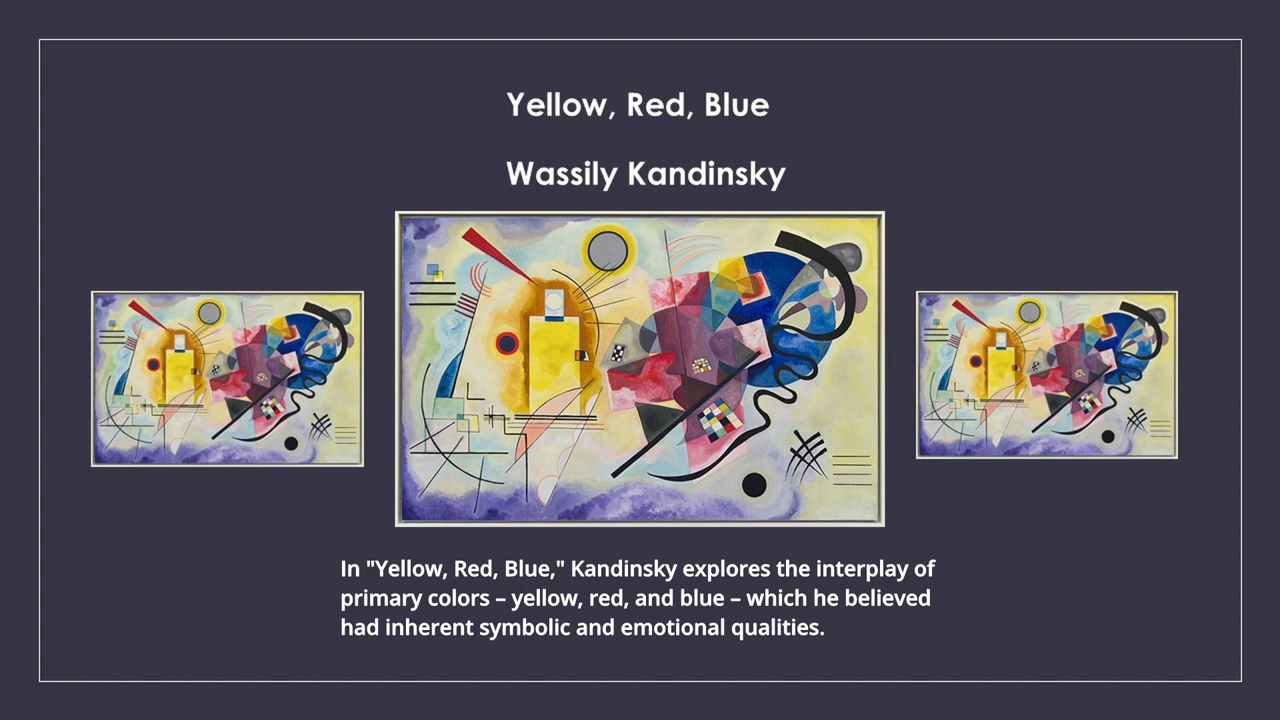 Yellow, Red, Blue
Wassily Kandinsky
In "Yellow, Red, Blue," Kandinsky explores the interplay of
primary colors – yellow, red, and blue – which he believed
had inherent symbolic and emotional qualities.